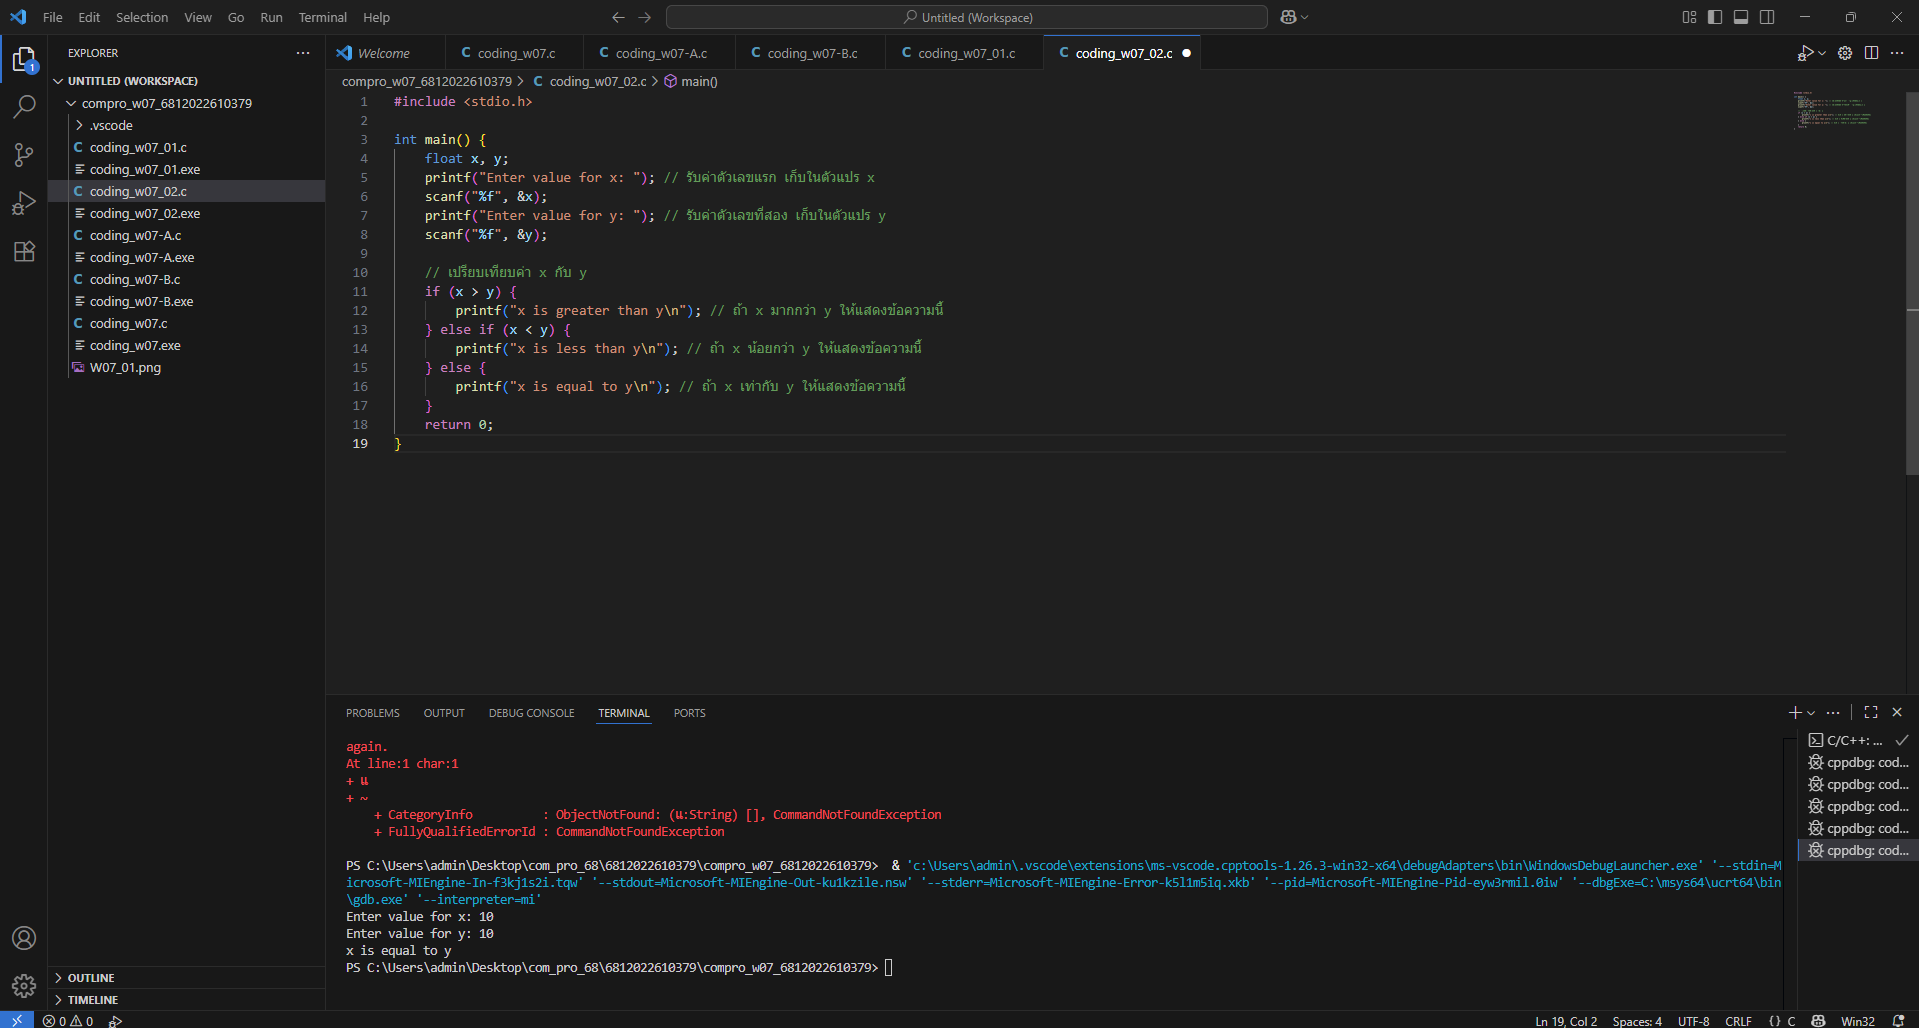 File Edit Selection View Go Run Terminal Help
Untitled (Workspace)
EXPLORER
UNTITLED (WORKSPACE)
compro_w07_6812022610379
.vscode
coding_w07_01.c
coding_w07_01.exe
coding_w07_02.c
coding_w07_02.exe
coding_w07-A.c
coding_w07-A.exe
coding_w07-B.c
coding_w07-B.exe
coding_w07.c
coding_w07.exe
W07_01.png
OUTLINE
TIMELINE
1
Welcome coding_w07.c coding_w07-A.c coding_w07-B.c coding_w07_01.c coding_w07_02.c
compro_w07_6812022610379 > coding_w07_02.c > main()
1 #include <stdio.h>
2
3 int main() {
4 float x, y;
5 printf("Enter value for x: "); // รับค่าตัวเลขแรก เก็บในตัวแปร x
6 scanf("%f", &x);
7 printf("Enter value for y: "); // รับค่าตัวเลขที่สอง เก็บในตัวแปร y
8 scanf("%f", &y);
9
10 // เปรียบเทียบค่า x กับ y
11 if (x > y) {
12 printf("x is greater than y\n"); // ถ้า x มากกว่า y ให้แสดงข้อความนี้
13 } else if (x < y) {
14 printf("x is less than y\n"); // ถ้า x น้อยกว่า y ให้แสดงข้อความนี้
15 } else {
16 printf("x is equal to y\n"); // ถ้า x เท่ากับ y ให้แสดงข้อความนี้
17 }
18 return 0;
19 }
PROBLEMS OUTPUT DEBUG CONSOLE TERMINAL PORTS
again.
At line:1 char:1
+ แ
+ ~
+ CategoryInfo : ObjectNotFound: (แ:String) [], CommandNotFoundException
+ FullyQualifiedErrorId : CommandNotFoundException
PS C:\Users\admin\Desktop\com_pro_68\6812022610379\compro_w07_6812022610379> & 'c:\Users\admin\.vscode\extensions\ms-vscode.cpptools-1.26.3-win32-x64\debugAdapters\bin\WindowsDebugLauncher.exe' '--stdin=M
icrosoft-MIEngine-In-f3kj1s2i.tqw' '--stdout=Microsoft-MIEngine-Out-ku1kzile.nsw' '--stderr=Microsoft-MIEngine-Error-k5l1m5iq.xkb' '--pid=Microsoft-MIEngine-Pid-eyw3rmil.0iw' '--dbgExe=C:\msys64\ucrt64\bin
\gdb.exe' '--interpreter=mi'
Enter value for x: 10
Enter value for y: 10
x is equal to y
PS C:\Users\admin\Desktop\com_pro_68\6812022610379\compro_w07_6812022610379>
C/C++: ...
cppdbg: cod...
cppdbg: cod...
cppdbg: cod...
cppdbg: cod...
cppdbg: cod...
0 0
Ln 19, Col 2 Spaces: 4 UTF-8 CRLF {} C Win32